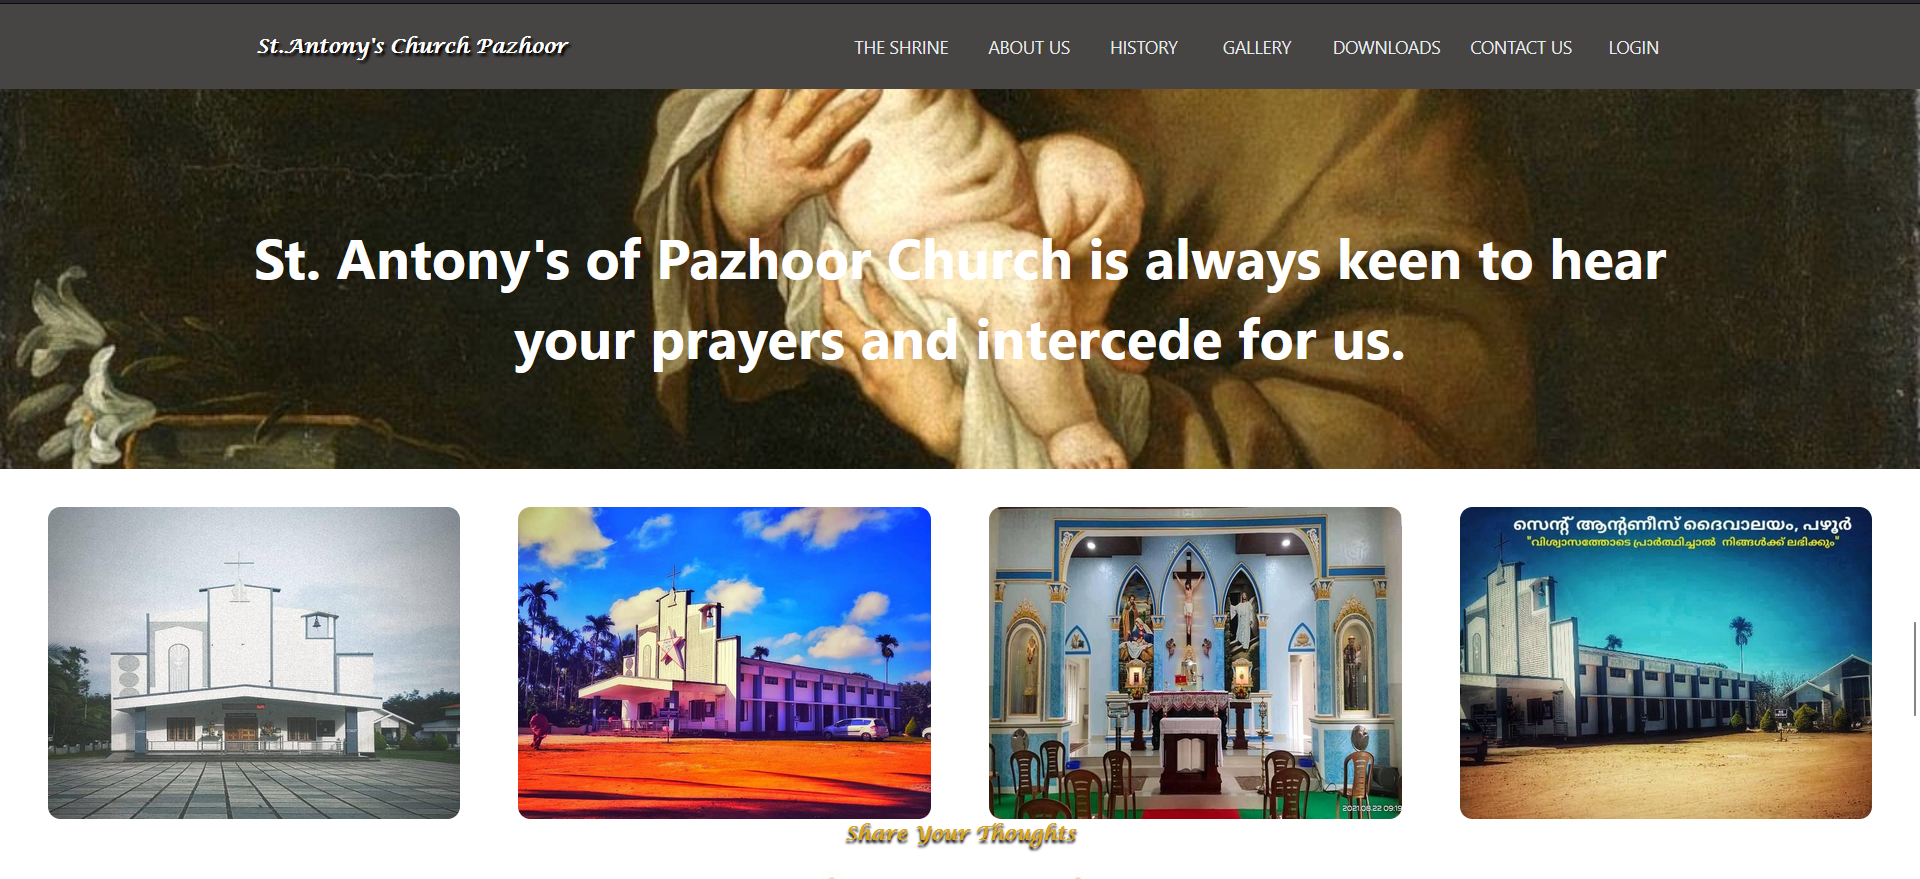 St..Antony's Church Pazhoor
THE SHRINE ABOUT US HISTORY GALLERY DOWNLOADS CONTACT US LOGIN
St. Antony's of Pazhoor Church is always keen to hear
your prayers and intercede for us.
സെന്റ് ആന്റണീസ് ദൈവാലയം, പഴൂർ
"വിശ്വാസത്തോടെ പ്രാർത്ഥിച്ചാൽ നിങ്ങൾക്ക് ലഭിക്കും"
2021.08.22 09:19
Share Your Thoughts